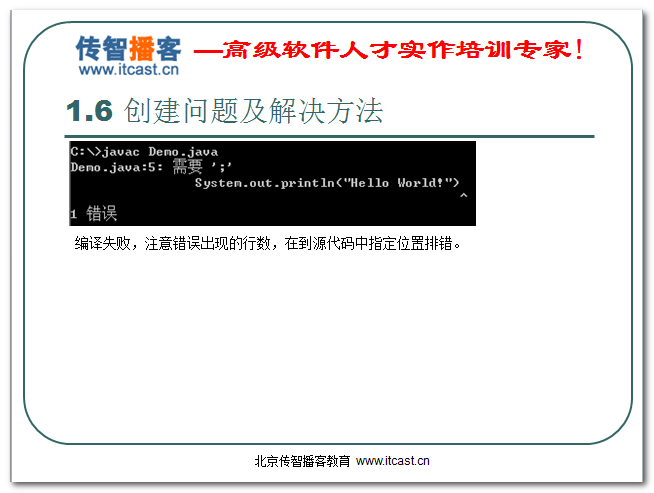 传智播客 —高级软件人才实作培训专家!
www.itcast.cn
1.6 创建问题及解决方法
C:\>javac Demo.java
Demo.java:5: 需要 ';'
System.out.println("Hello World!")
^
1 错误
编译失败，注意错误出现的行数，在到源代码中指定位置排错。
北京传智播客教育 www.itcast.cn